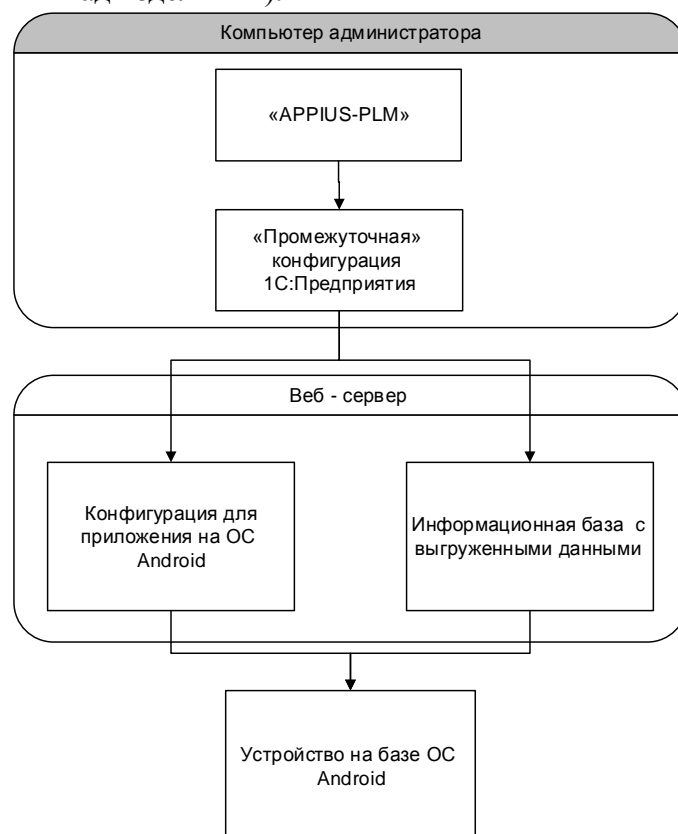 Компьютер администратора
«APPIUS-PLM»
«Промежуточная»
конфигурация
1С:Предприятия
Веб - сервер
Конфигурация для
приложения на ОС
Android
Информационная база с
выгруженными данными
Устройство на базе ОС
Android